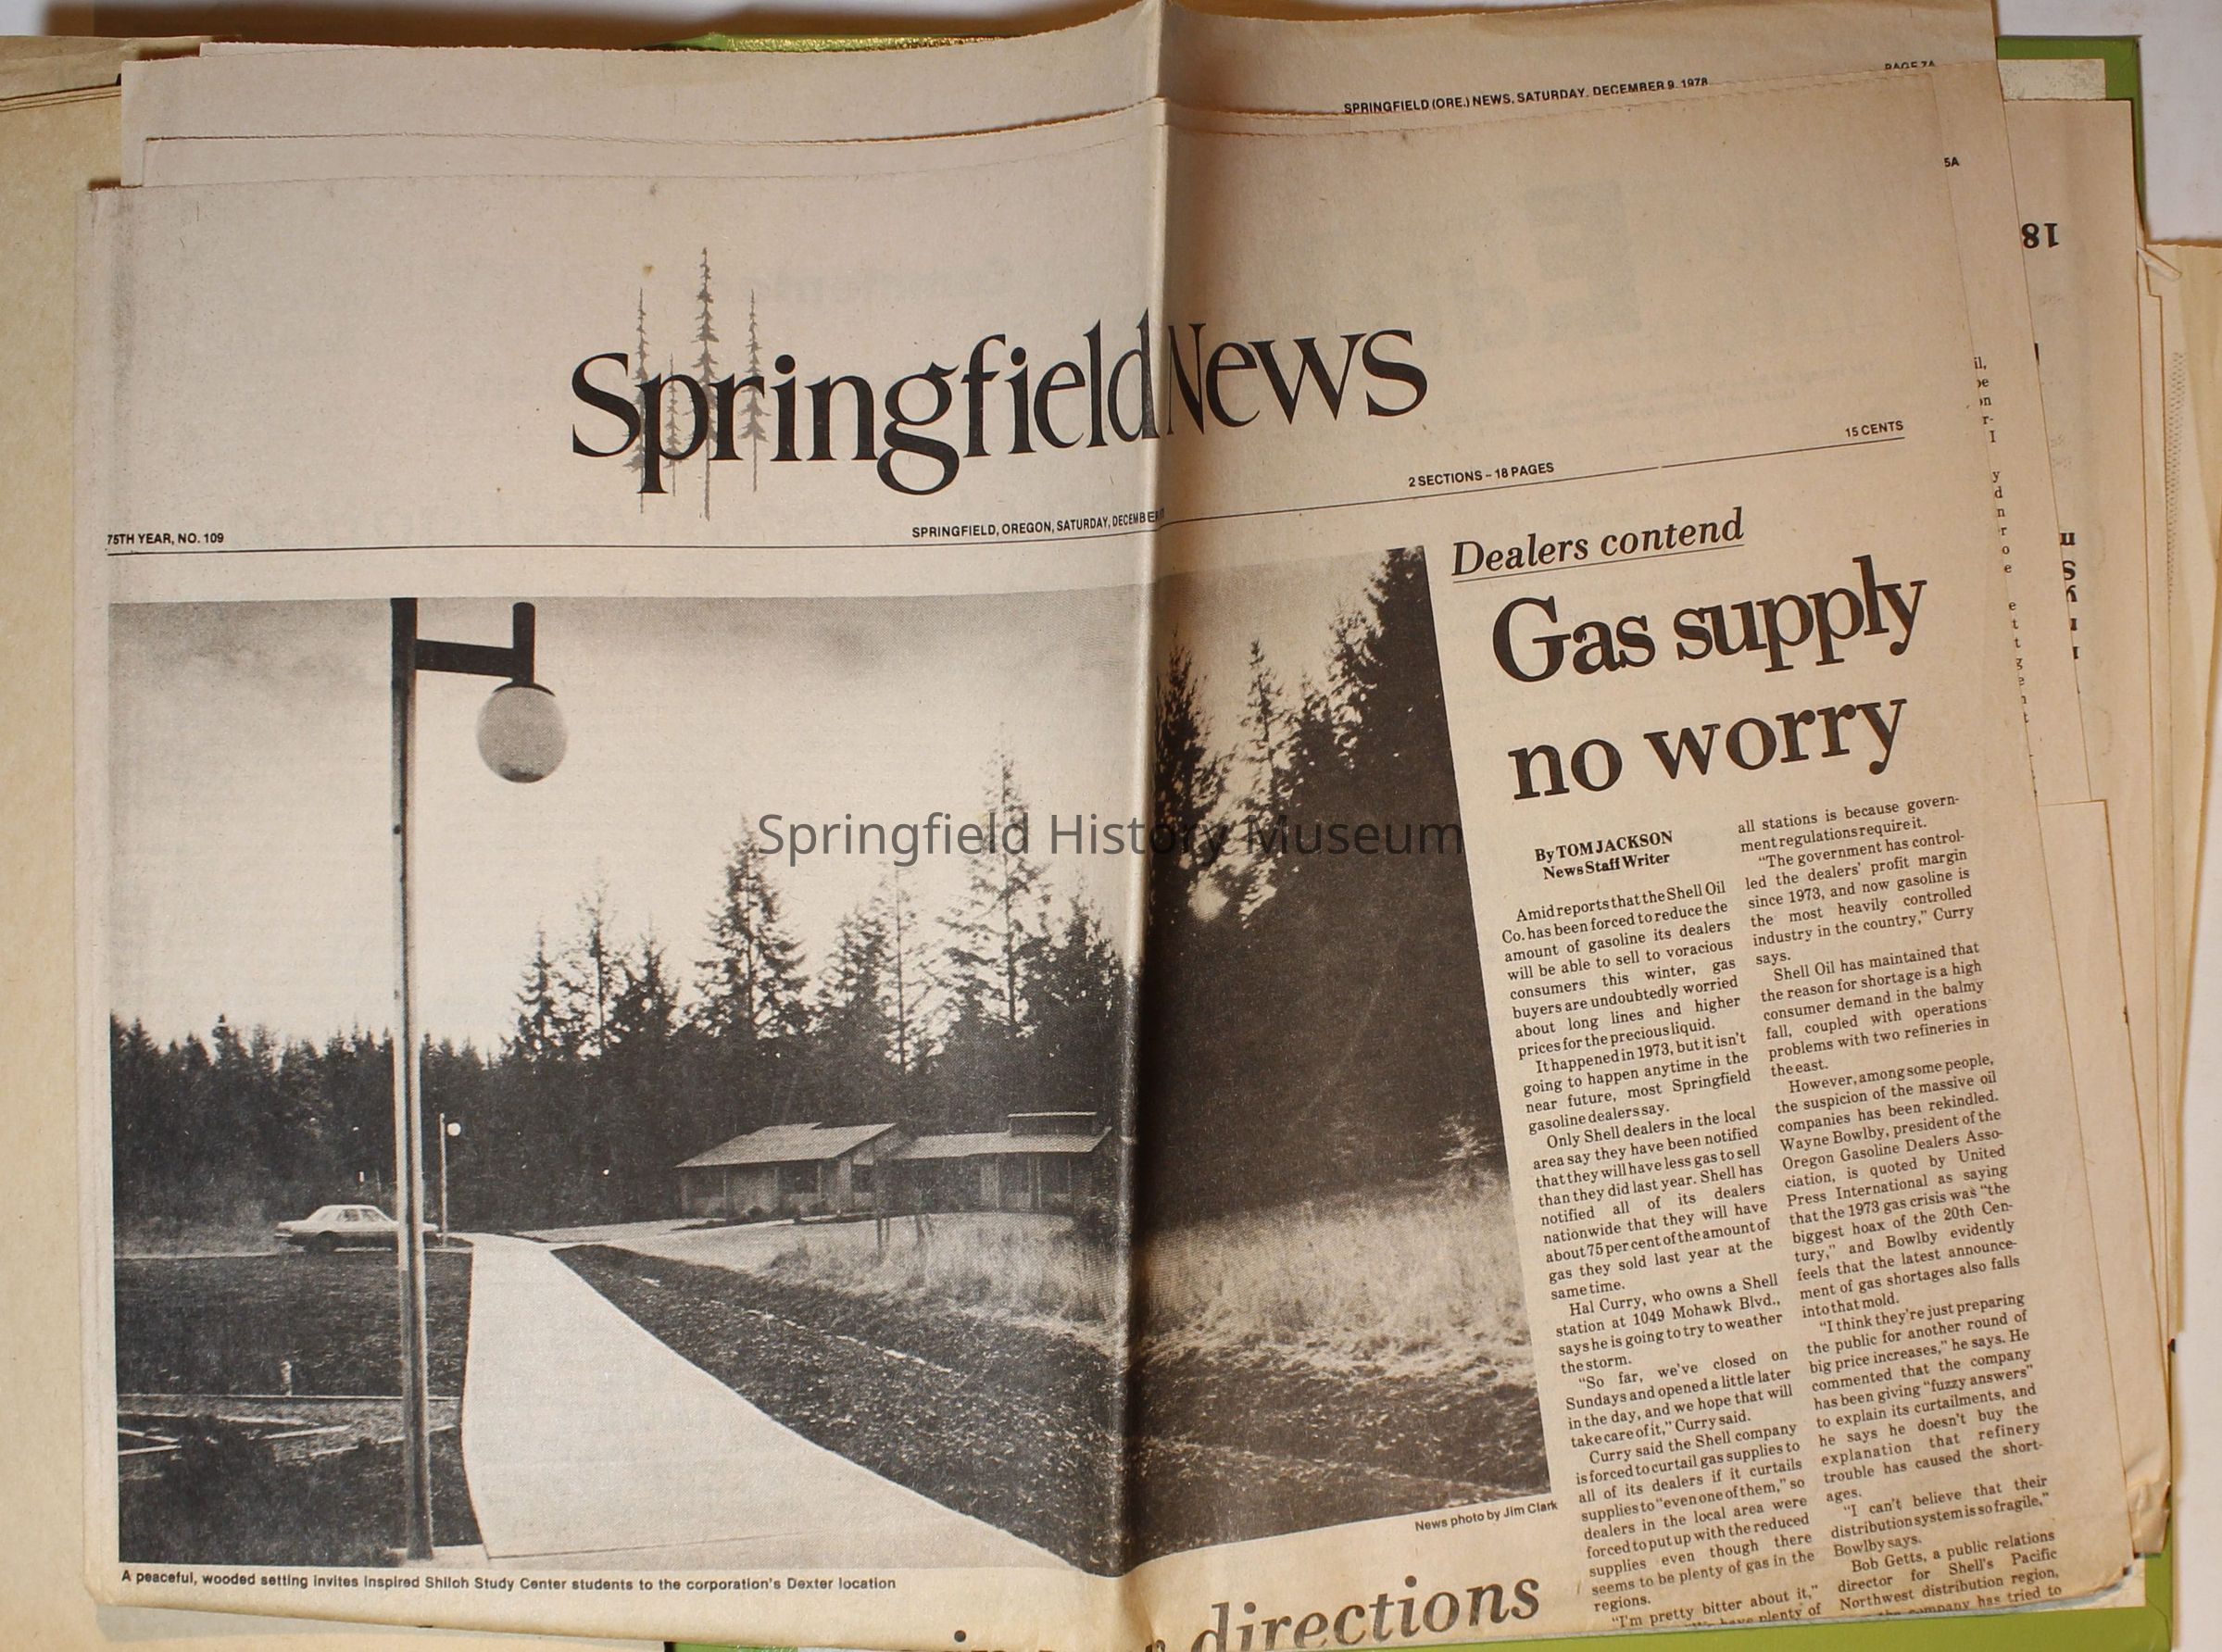 PAGE 7A
SPRINGFIELD (ORE.) NEWS, SATURDAY, DECEMBER 9, 1978
5A
18
Springfield News
75TH YEAR, NO. 109
SPRINGFIELD, OREGON, SATURDAY, DECEMBER
2 SECTIONS – 18 PAGES
15 CENTS
Dealers contend
Gas supply
no worry
By TOM JACKSON
News Staff Writer
Amid reports that the Shell Oil
Co. has been forced to reduce the
amount of gasoline its dealers
will be able to sell to voracious
consumers this winter, gas
buyers are undoubtedly worried
about long lines and higher
prices for the precious liquid.
It happened in 1973, but it isn't
going to happen anytime in the
near future, most Springfield
gasoline dealers say.
Only Shell dealers in the local
area say they have been notified
that they will have less gas to sell
than they did last year. Shell has
notified all of its dealers
nationwide that they will have
about 75 per cent of the amount of
gas they sold last year at the
same time.
Hal Curry, who owns a Shell
station at 1049 Mohawk Blvd.,
says he is going to try to weather
the storm.
"So far, we've closed on
Sundays and opened a little later
in the day, and we hope that will
take care of it," Curry said.
Curry said the Shell company
is forced to curtail gas supplies to
all of its dealers if it curtails
supplies to "even one of them," so
dealers in the local area were
forced to put up with the reduced
supplies even though there
seems to be plenty of gas in the
regions.
"I'm pretty bitter about it,"
have plenty of
all stations is because govern-
ment regulations require it.
"The government has control-
led the dealers' profit margin
since 1973, and now gasoline is
the most heavily controlled
industry in the country," Curry
says.
Shell Oil has maintained that
the reason for shortage is a high
consumer demand in the balmy
fall, coupled with operations
problems with two refineries in
the east.
However, among some people,
the suspicion of the massive oil
companies has been rekindled.
Wayne Bowlby, president of the
Oregon Gasoline Dealers Asso-
ciation, is quoted by United
Press International as saying
that the 1973 gas crisis was "the
biggest hoax of the 20th Cen-
tury," and Bowlby evidently
feels that the latest announce-
ment of gas shortages also falls
into that mold.
"I think they're just preparing
the public for another round of
big price increases," he says. He
commented that the company
has been giving "fuzzy answers"
to explain its curtailments, and
he says he doesn't buy the
explanation that refinery
trouble has caused the short-
ages.
"I can't believe that their
distribution system is so fragile,"
Bowlby says.
Bob Getts, a public relations
director for Shell's Pacific
Northwest distribution region,
company has tried to
News photo by Jim Clark
A peaceful, wooded setting invites inspired Shiloh Study Center students to the corporation's Dexter location
directions
Springfield History Museum